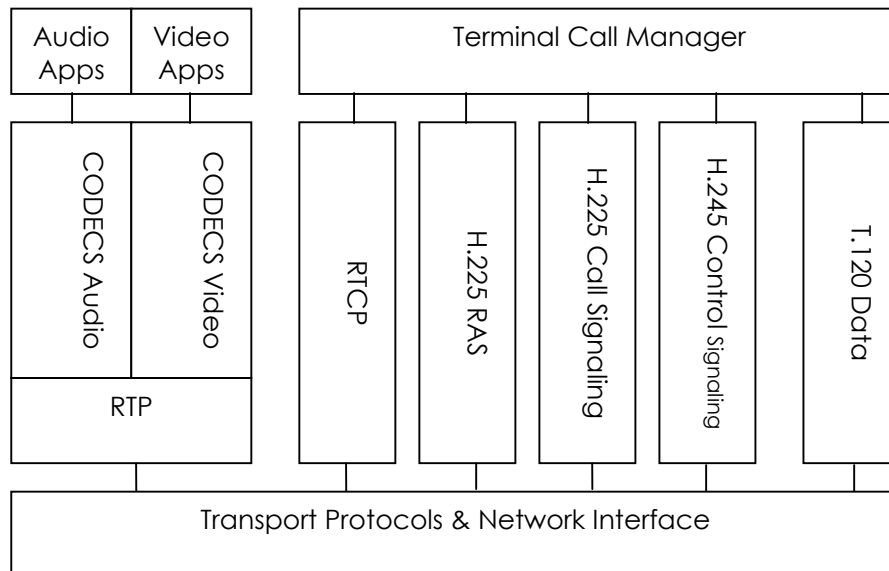 Audio
Apps
Video
Apps
Terminal Call Manager
CODECS Audio
CODECS Video
RTP
RTCP
H.225 RAS
H.225 Call Signaling
H.245 Control Signaling
T.120 Data
Transport Protocols & Network Interface